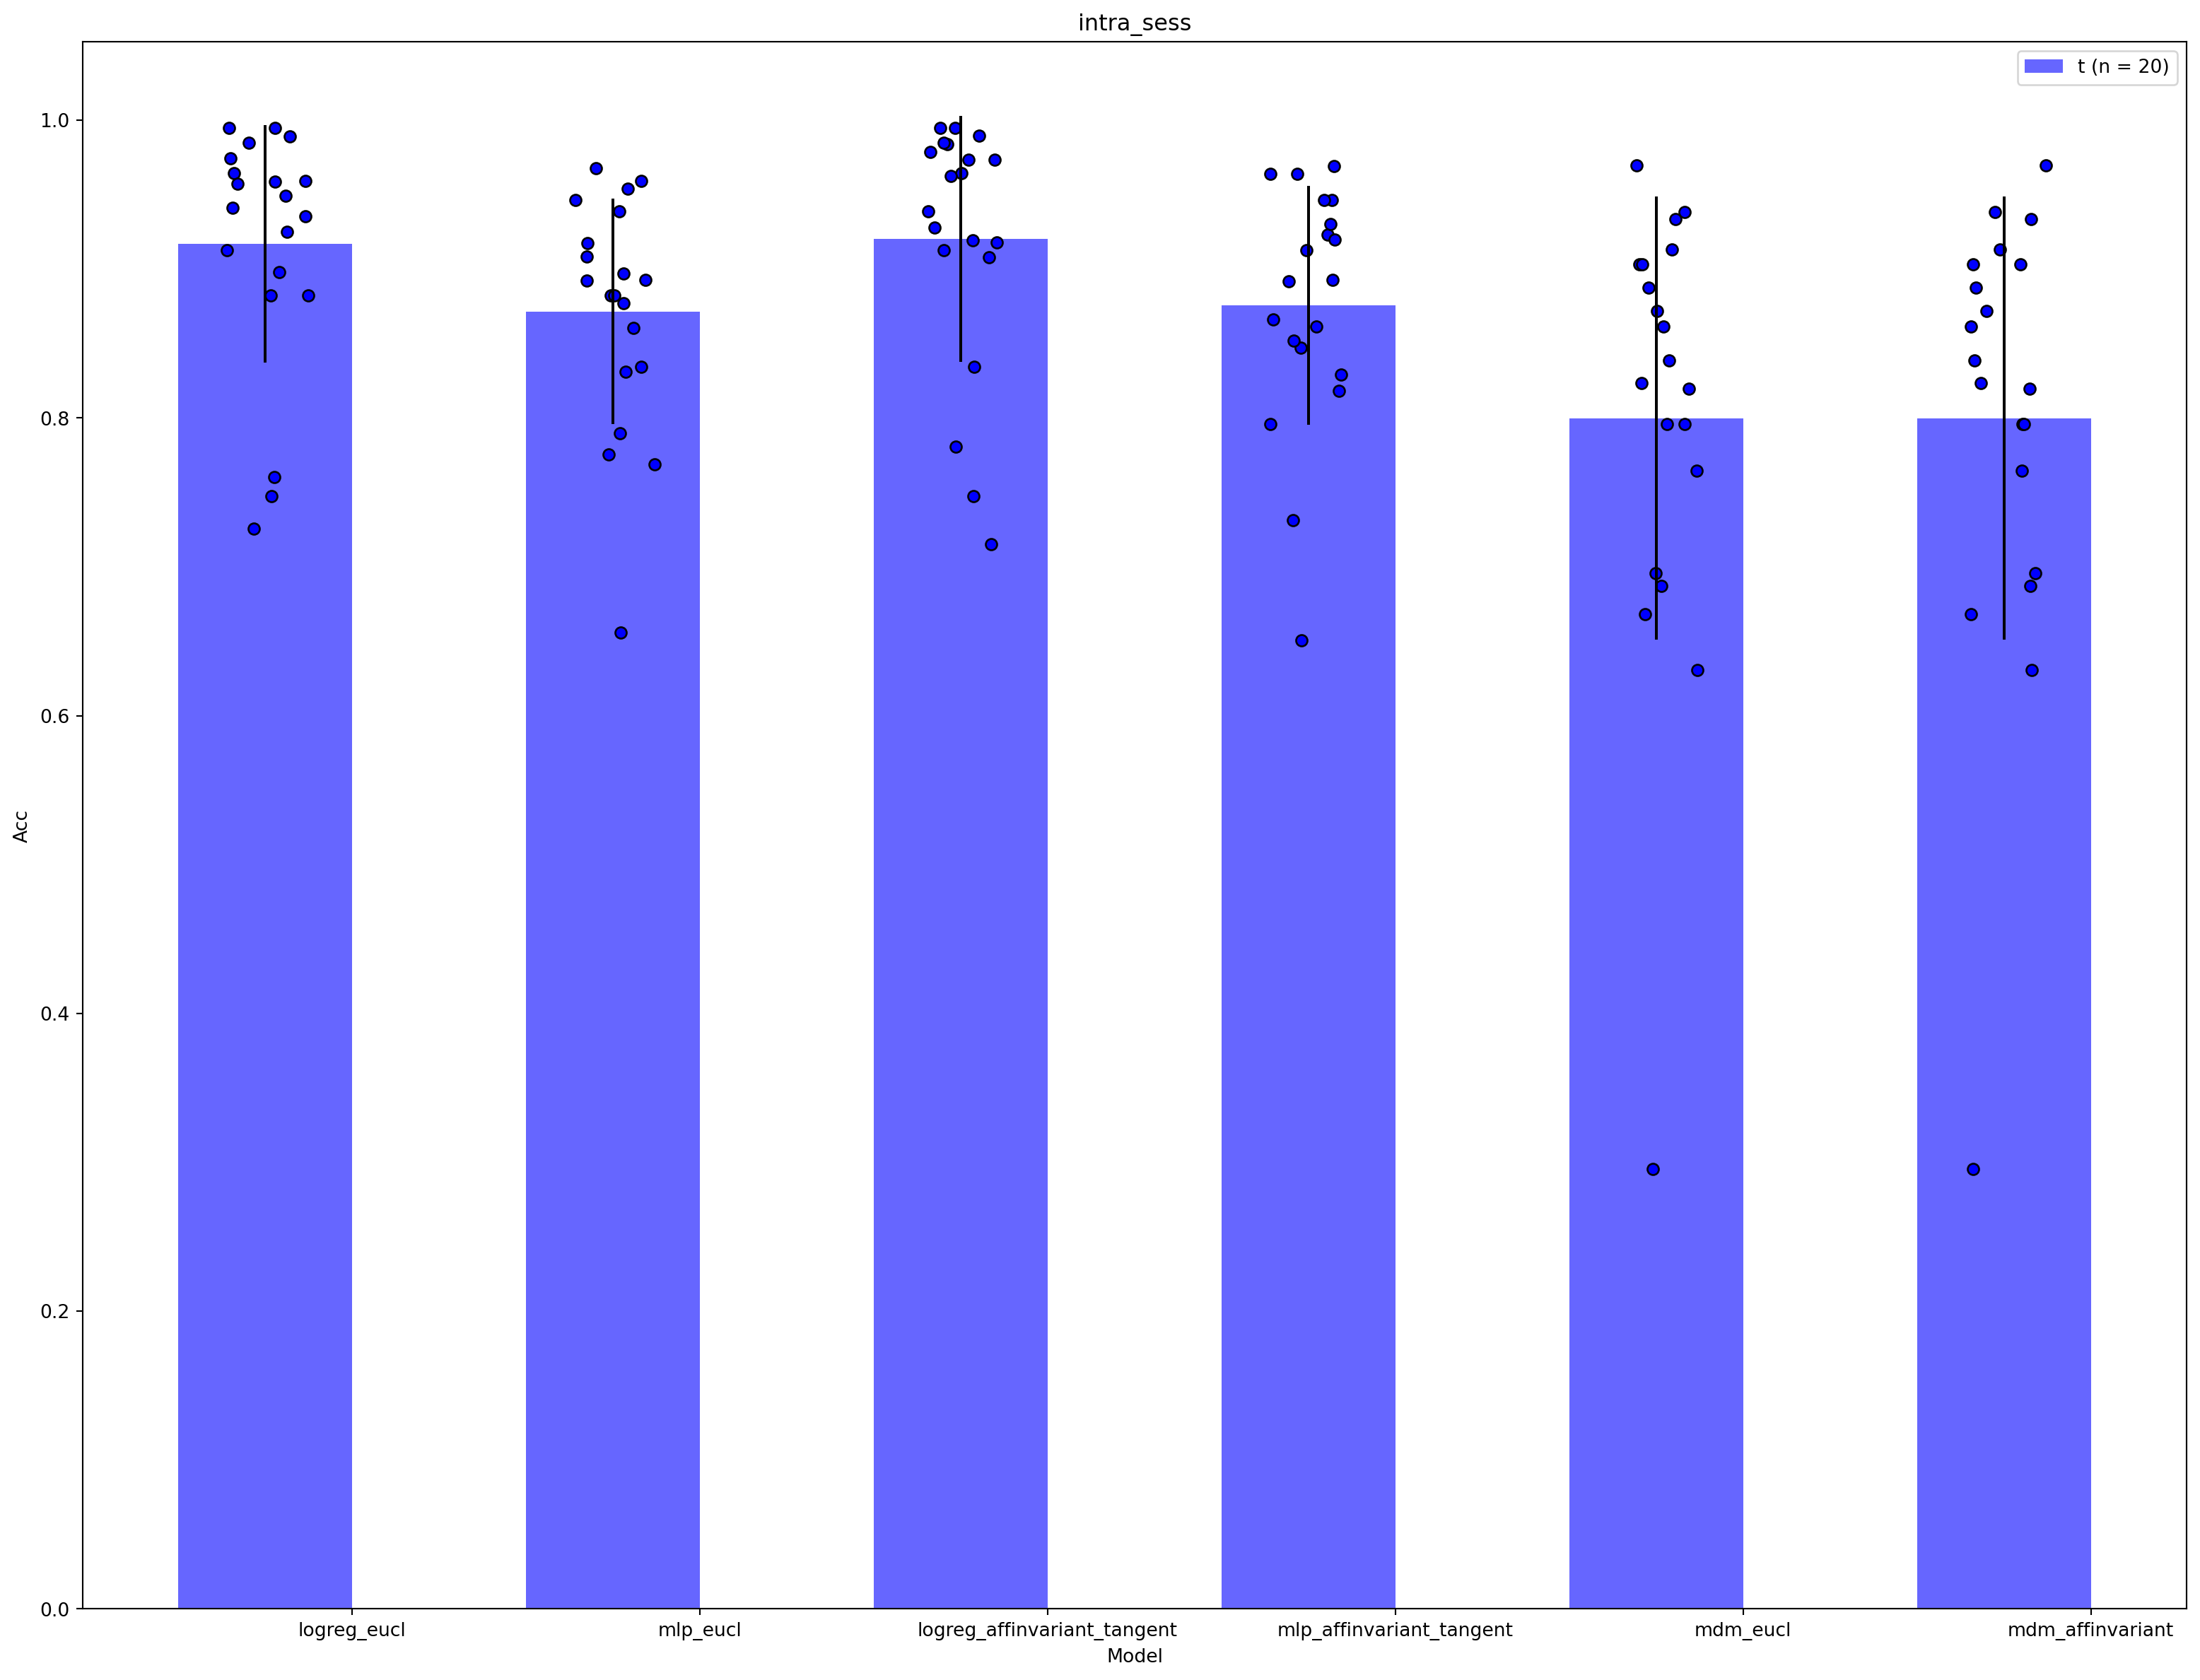 intra_sess
t (n = 20)
1.0
0.8
0.6
0.4
0.2
0.0
Acc
logreg_eucl
mlp_eucl
logreg_affinvariant_tangent
mlp_affinvariant_tangent
mdm_eucl
mdm_affinvariant
Model